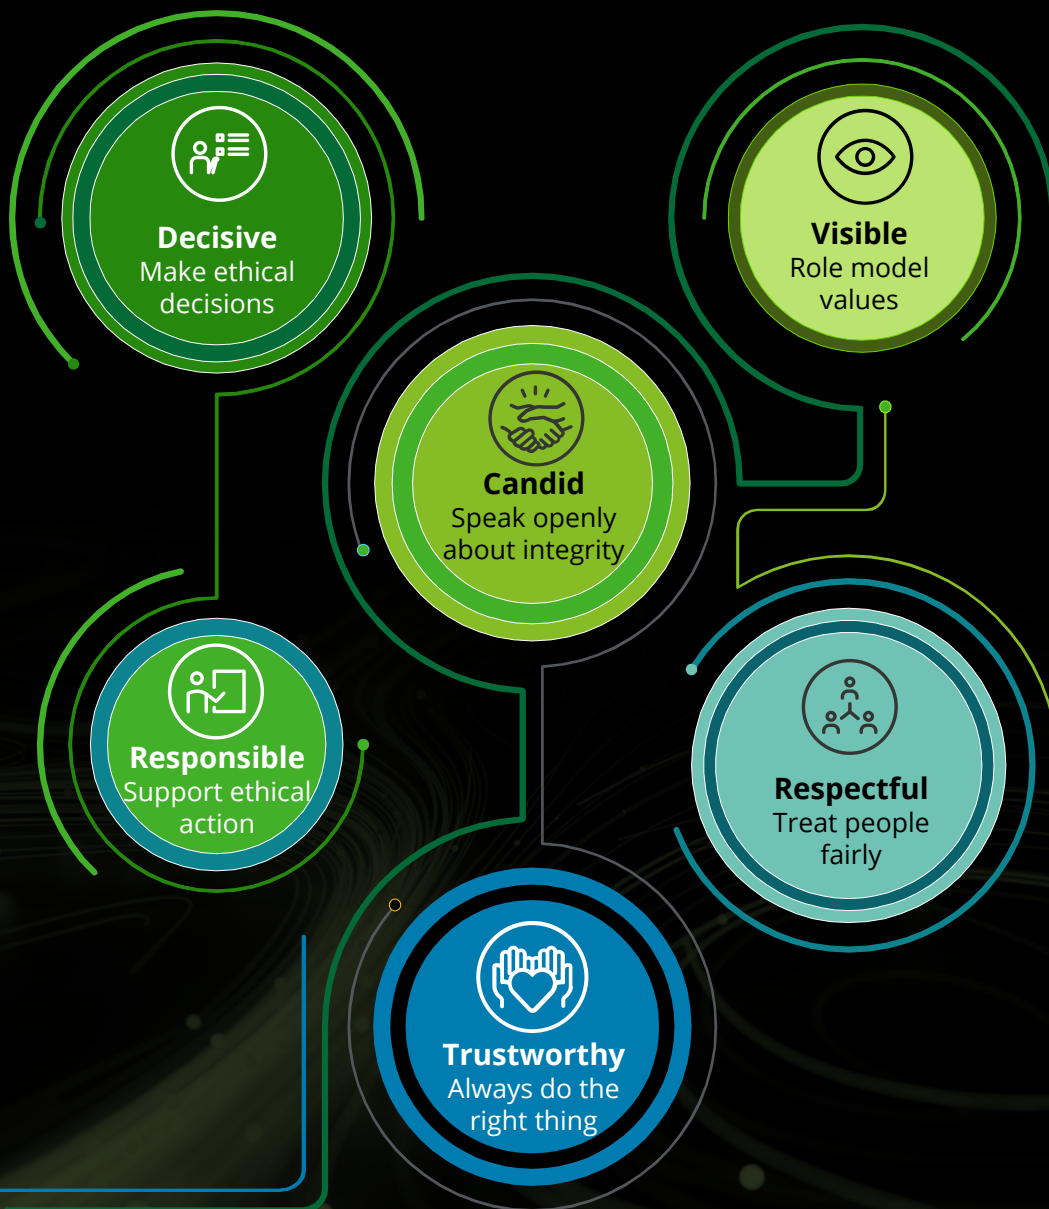 Decisive
Make ethical
decisions
Visible
Role model
values
Candid
Speak openly
about integrity
Responsible
Support ethical
action
Respectful
Treat people
fairly
Trustworthy
Always do the
right thing